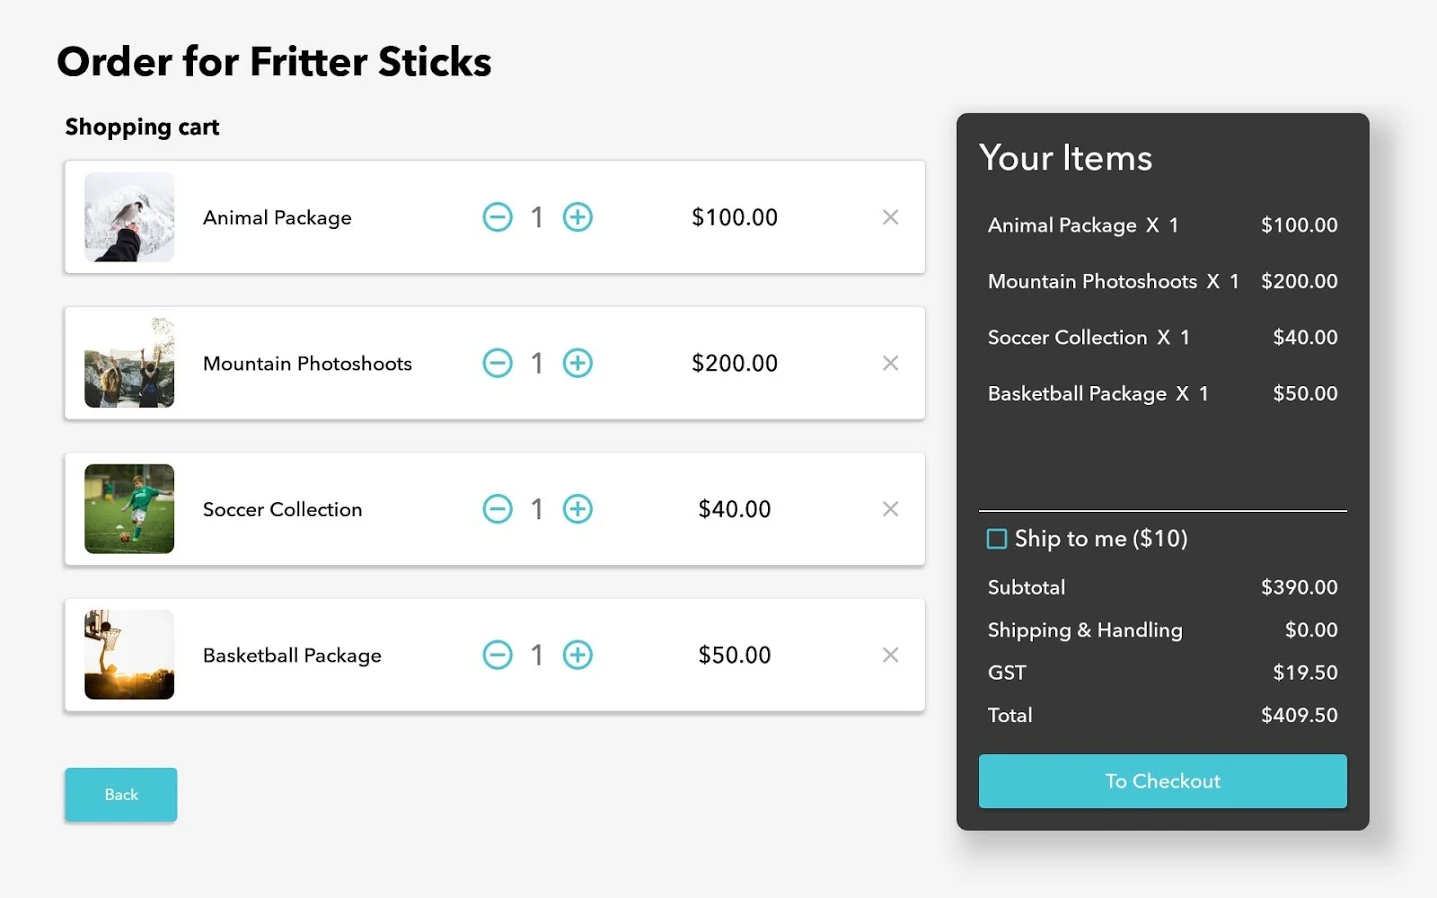 Order for Fritter Sticks
Shopping cart
Animal Package 1 $100.00
Mountain Photoshoots 1 $200.00
Soccer Collection 1 $40.00
Basketball Package 1 $50.00
Back
Your Items
Animal Package X 1 $100.00
Mountain Photoshoots X 1 $200.00
Soccer Collection X 1 $40.00
Basketball Package X 1 $50.00
Ship to me ($10)
Subtotal $390.00
Shipping & Handling $0.00
GST $19.50
Total $409.50
To Checkout